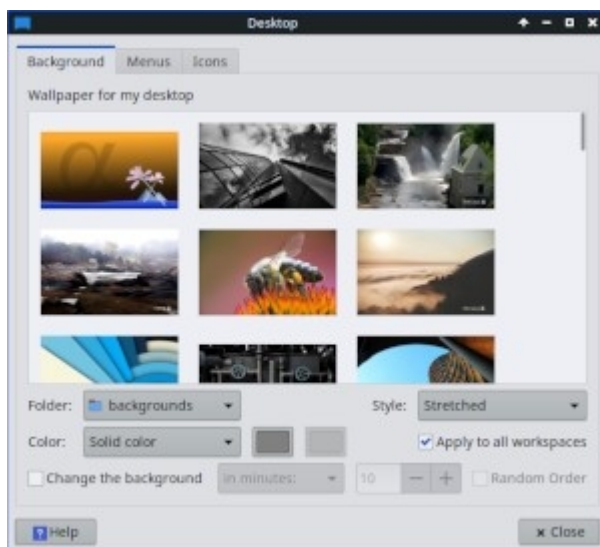 Desktop
Background Menus Icons
Wallpaper for my desktop
α
Folder: backgrounds Style: Stretched
Color: Solid color Apply to all workspaces
Change the background in minutes: 10 Random Order
? Help × Close